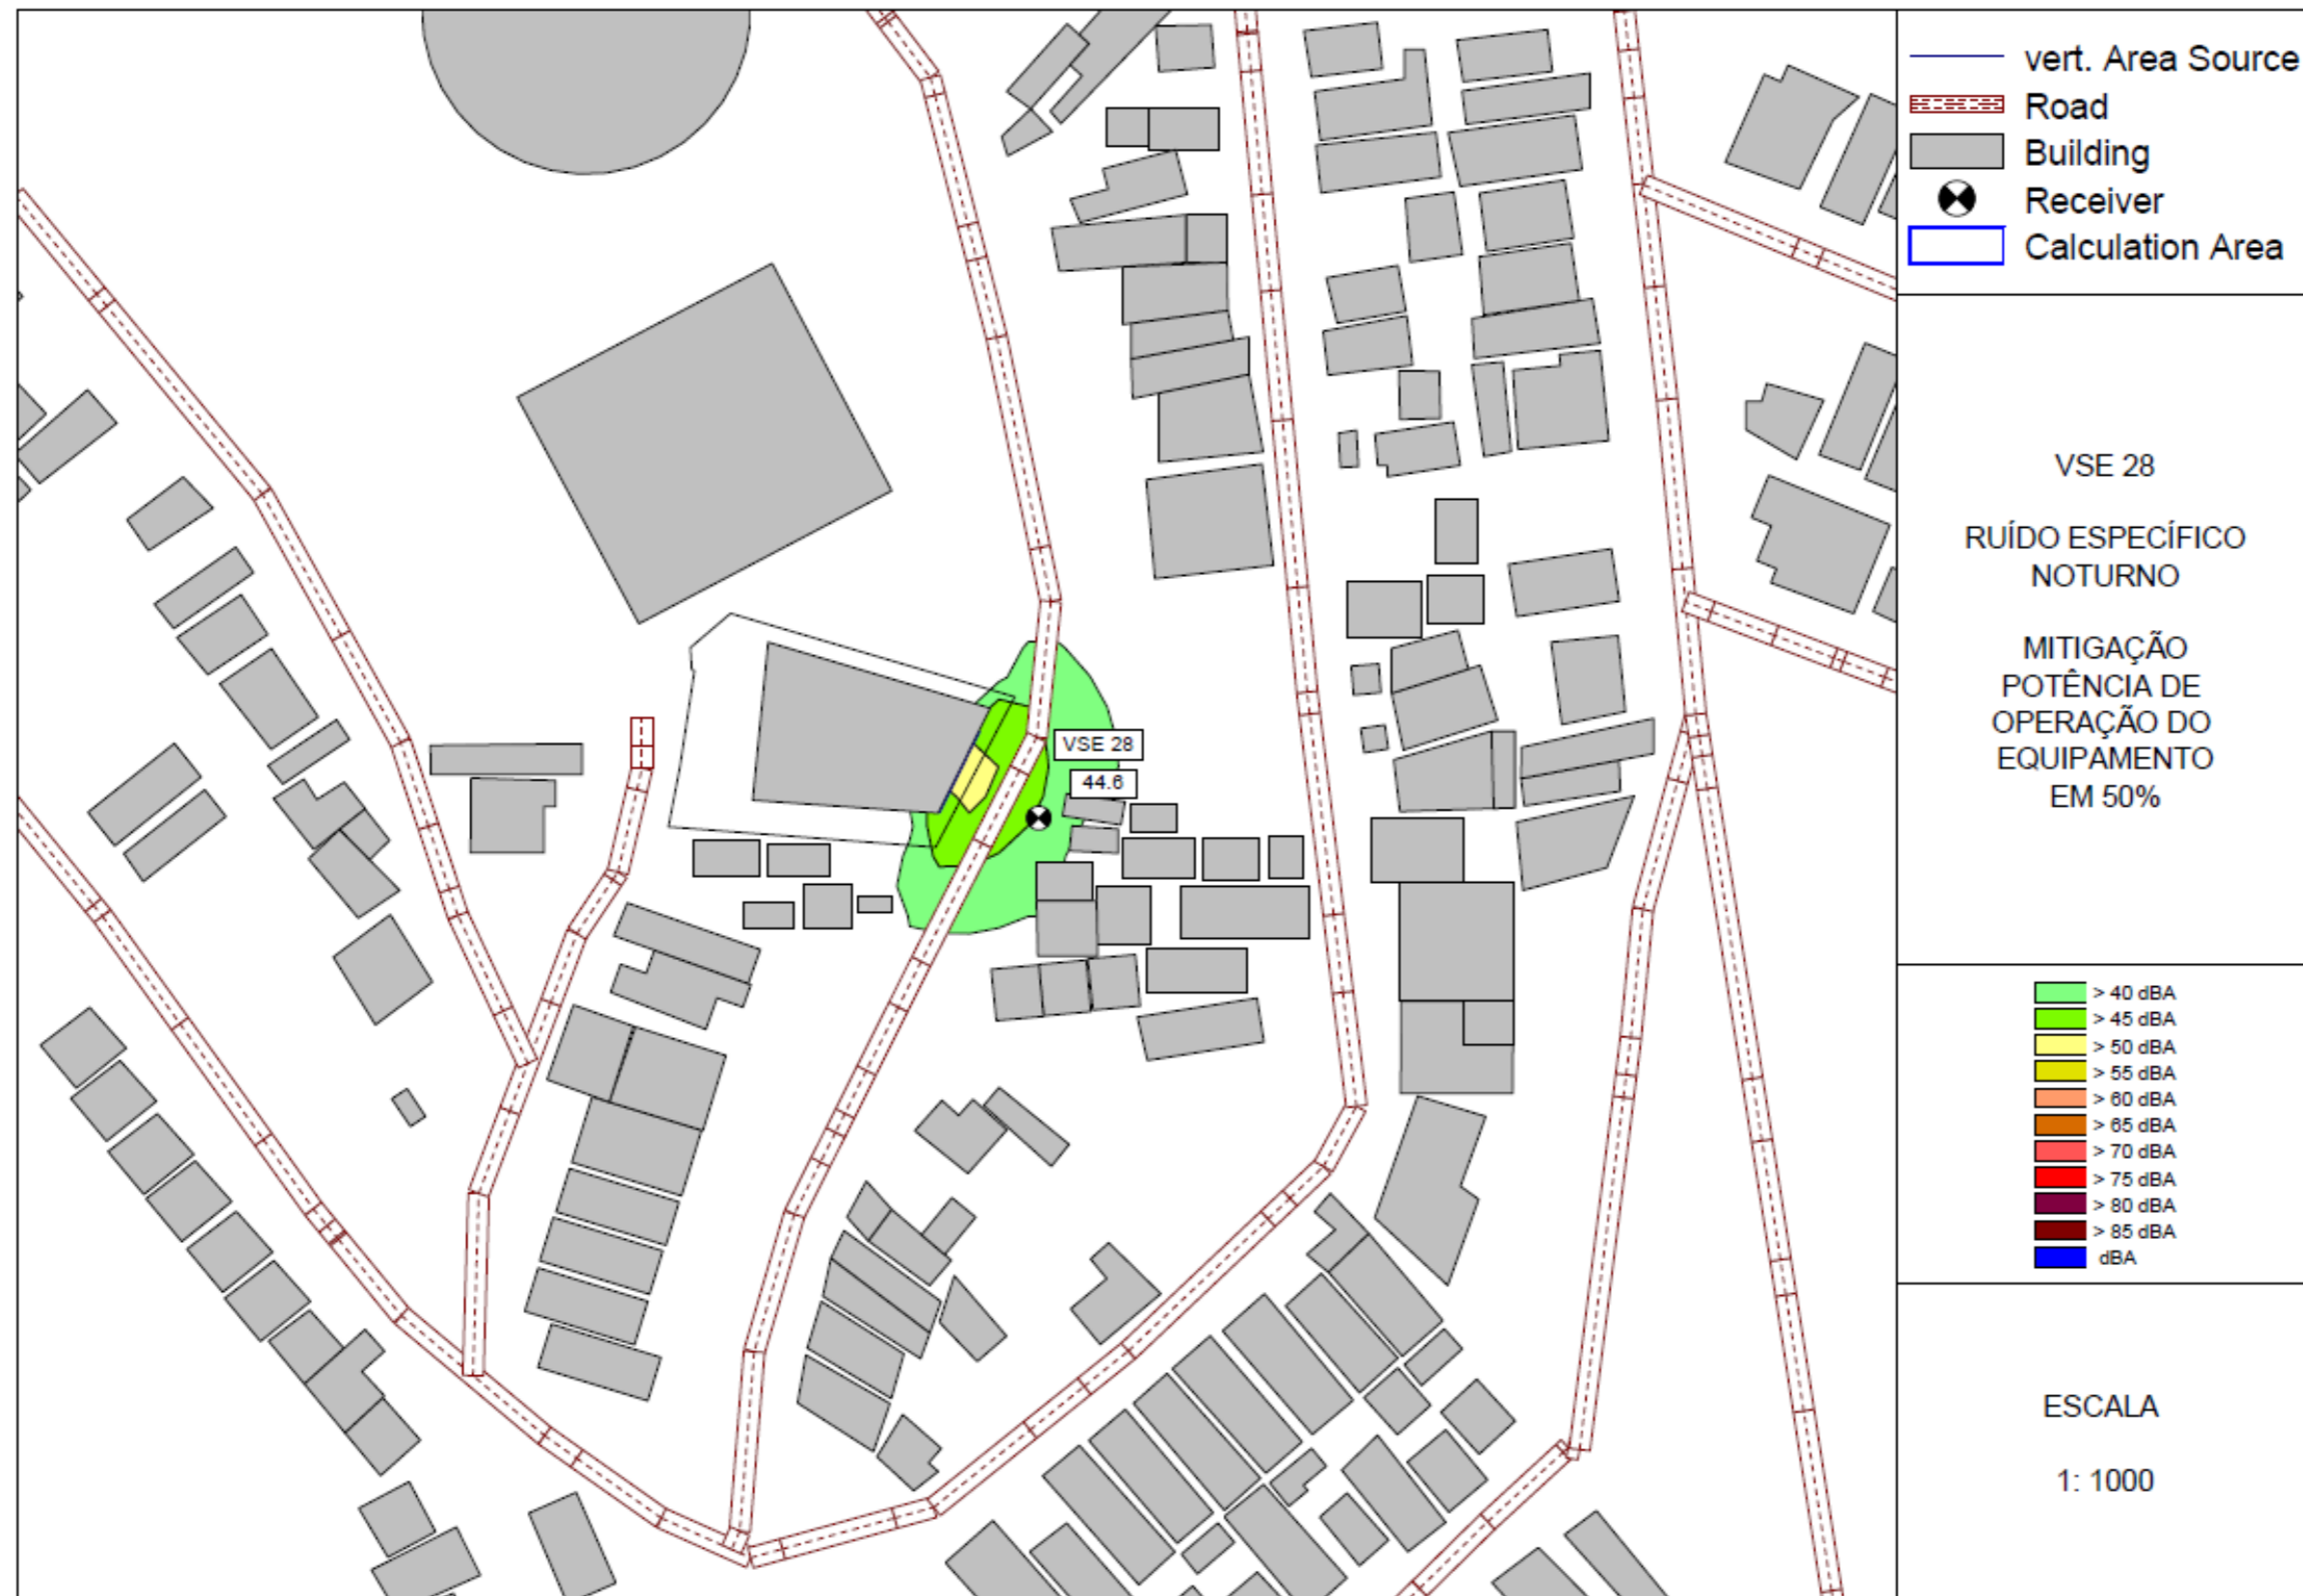 vert. Area Source
Road
Building
Receiver
Calculation Area
VSE 28
RUÍDO ESPECÍFICO
NOTURNO
MITIGAÇÃO
POTÊNCIA DE
OPERAÇÃO DO
EQUIPAMENTO
EM 50%
VSE 28
44.6
> 40 dBA
> 45 dBA
> 50 dBA
> 55 dBA
> 60 dBA
> 65 dBA
> 70 dBA
> 75 dBA
> 80 dBA
> 85 dBA
dBA
ESCALA
1: 1000